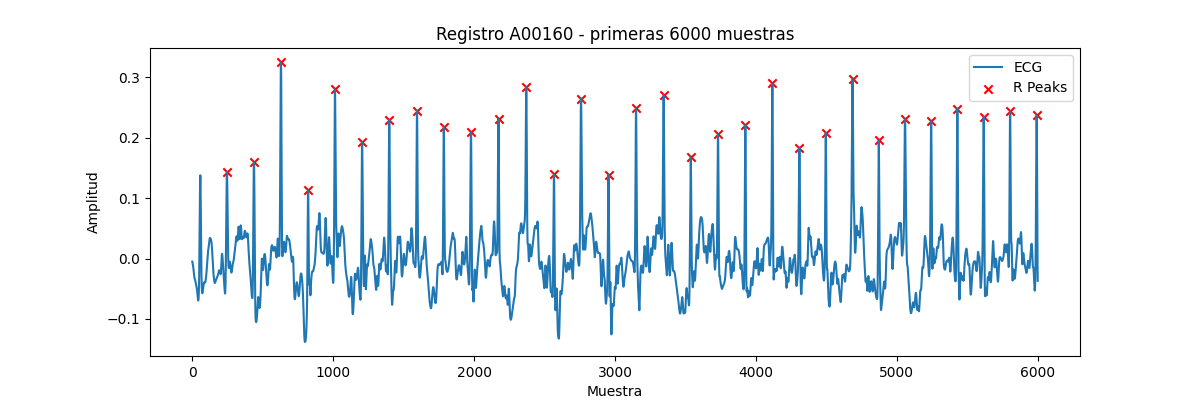 Registro A00160 - primeras 6000 muestras
ECG
R Peaks
Amplitud
0.3
0.2
0.1
0.0
−0.1
0 1000 2000 3000 4000 5000 6000
Muestra